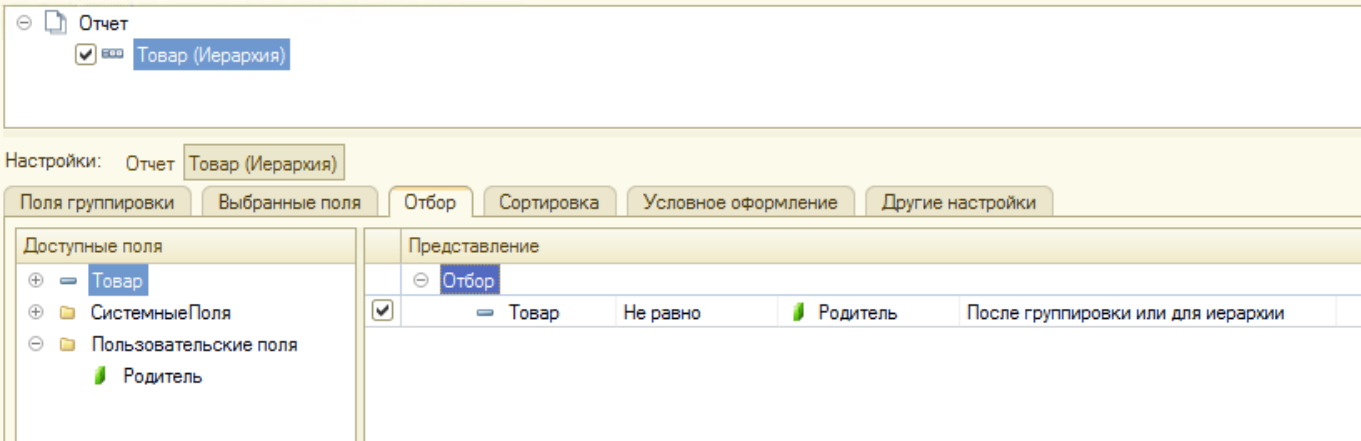 Отчет
Товар (Иерархия)
Настройки: Отчет Товар (Иерархия)
Поля группировки Выбранные поля Отбор Сортировка Условное оформление Другие настройки
Доступные поля Представление
Товар Отбор
СистемныеПоля Товар Не равно Родитель После группировки или для иерархии
Пользовательские поля
Родитель